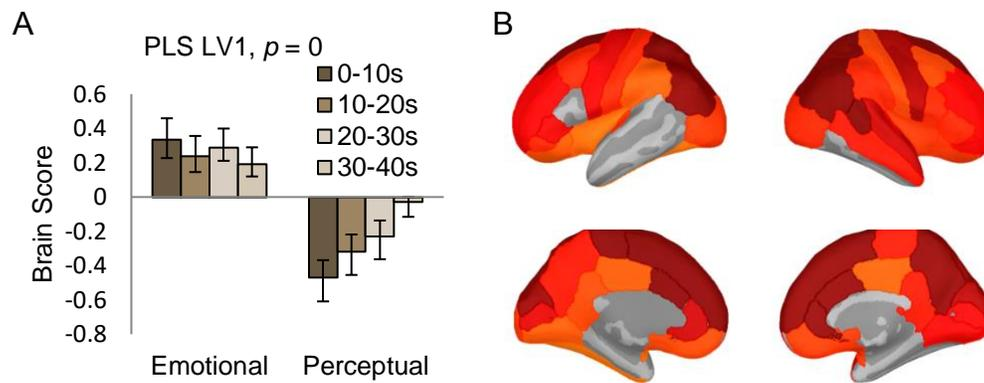 A
PLS LV1, p = 0
0-10s
10-20s
20-30s
30-40s
Brain Score
0.6
0.4
0.2
0
-0.2
-0.4
-0.6
-0.8
Emotional
Perceptual
B